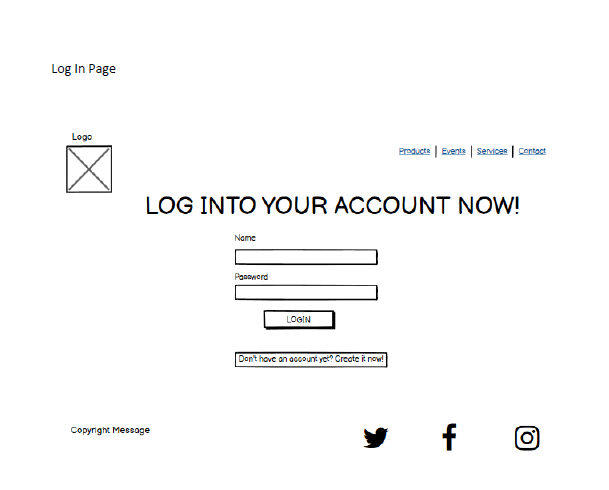 Log In Page
Logo
Products | Events | Services | Contact
LOG INTO YOUR ACCOUNT NOW!
Name
Password
LOGIN
Don't have an account yet? Create it now!
Copyright Message